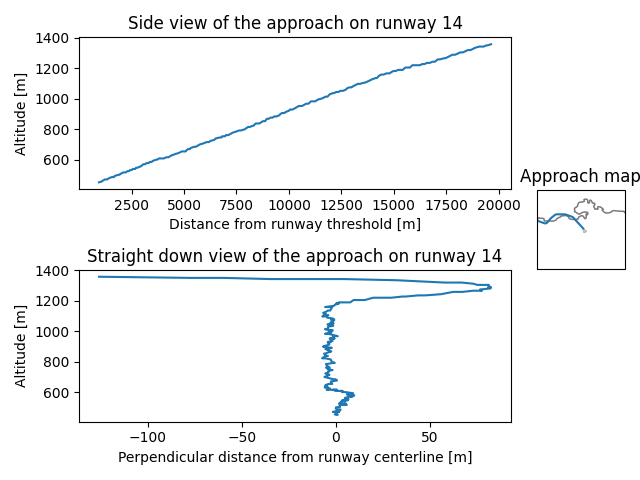 Side view of the approach on runway 14
1400
1200
1000
800
600
Altitude [m]
2500 5000 7500 10000 12500 15000 17500 20000
Distance from runway threshold [m]
Approach map
Straight down view of the approach on runway 14
1400
1200
1000
800
600
Altitude [m]
−100 −50 0 50
Perpendicular distance from runway centerline [m]